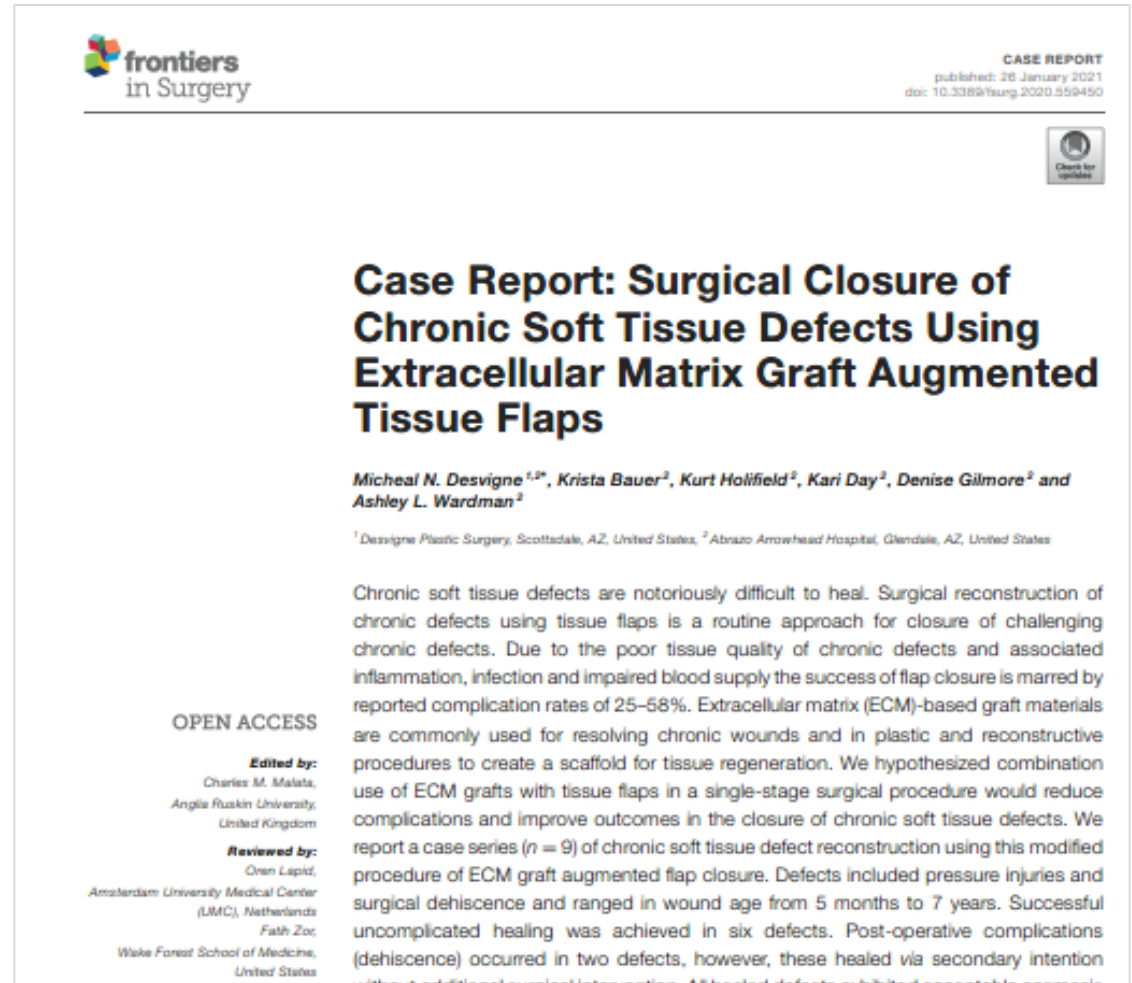 frontiers
in Surgery
CASE REPORT
published: 26 January 2021
doi: 10.3389/fsurg.2020.559450
Check for
updates
Case Report: Surgical Closure of
Chronic Soft Tissue Defects Using
Extracellular Matrix Graft Augmented
Tissue Flaps
Micheal N. Desvigne 1,2*, Krista Bauer 2, Kurt Holifield 2, Kari Day 2, Denise Gilmore 2 and
Ashley L. Wardman 2
1 Desvigne Plastic Surgery, Scottsdale, AZ, United States, 2 Abrazo Arrowhead Hospital, Glendale, AZ, United States
Chronic soft tissue defects are notoriously difficult to heal. Surgical reconstruction of
chronic defects using tissue flaps is a routine approach for closure of challenging
chronic defects. Due to the poor tissue quality of chronic defects and associated
inflammation, infection and impaired blood supply the success of flap closure is marred by
reported complication rates of 25–58%. Extracellular matrix (ECM)-based graft materials
are commonly used for resolving chronic wounds and in plastic and reconstructive
procedures to create a scaffold for tissue regeneration. We hypothesized combination
use of ECM grafts with tissue flaps in a single-stage surgical procedure would reduce
complications and improve outcomes in the closure of chronic soft tissue defects. We
report a case series (n = 9) of chronic soft tissue defect reconstruction using this modified
procedure of ECM graft augmented flap closure. Defects included pressure injuries and
surgical dehiscence and ranged in wound age from 5 months to 7 years. Successful
uncomplicated healing was achieved in six defects. Post-operative complications
(dehiscence) occurred in two defects, however, these healed via secondary intention
without additional surgical intervention. All healed defects exhibited acceptable
OPEN ACCESS
Edited by:
Charles M. Malata,
Anglia Ruskin University,
United Kingdom
Reviewed by:
Oren Lapid,
Amsterdam University Medical Center
(UMC), Netherlands
Fatih Zor,
Wake Forest School of Medicine,
United States